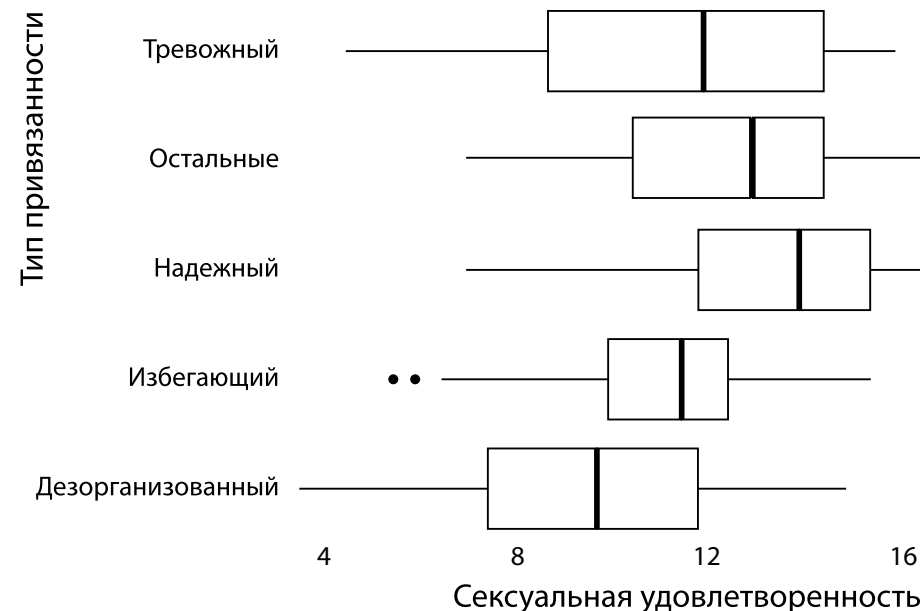 Тип привязанности
Тревожный
Остальные
Надежный
Избегающий
Дезорганизованный
4 8 12 16
Сексуальная удовлетворенность